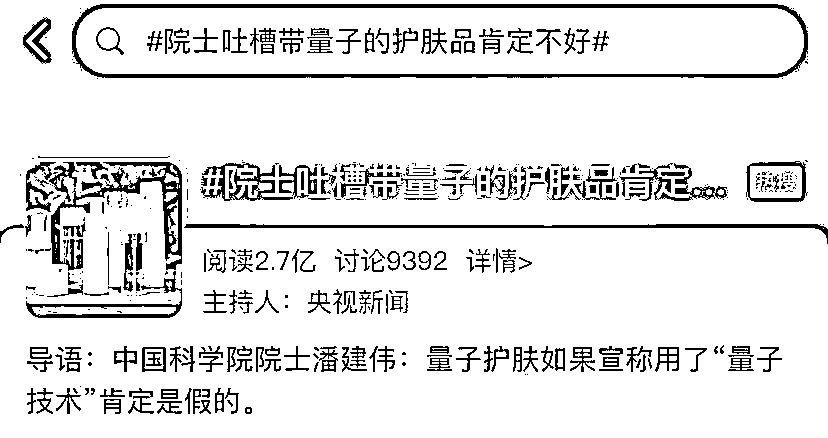 #院士吐槽带量子的护肤品肯定不好#
#院士吐槽带量子的护肤品肯定... 热搜
阅读2.7亿 讨论9392 详情>
主持人：央视新闻
导语：中国科学院院士潘建伟：量子护肤如果宣称用了“量子
技术”肯定是假的。